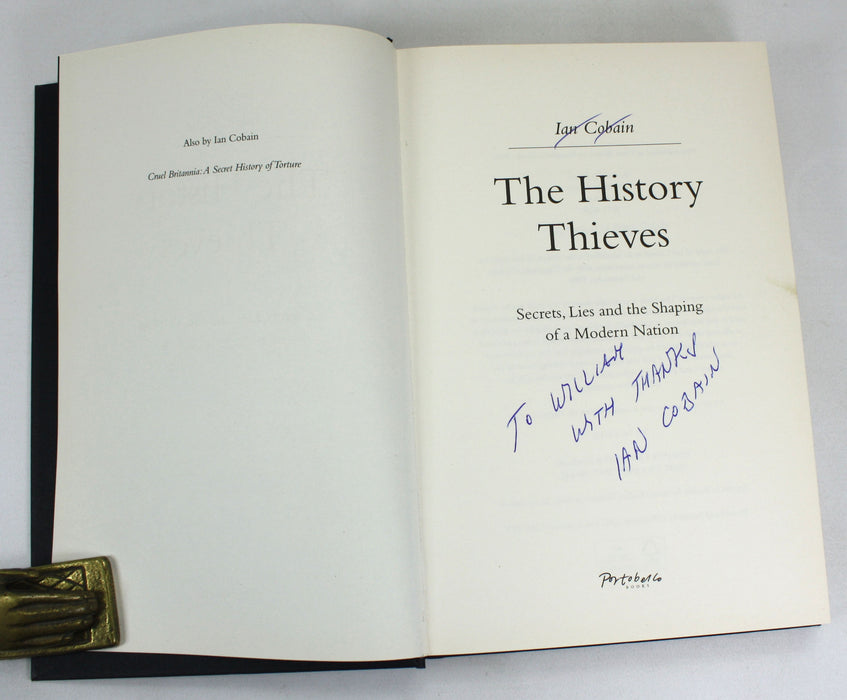 Also by Ian Cobain
Cruel Britannia: A Secret History of Torture
Ian Cobain
The History
Thieves
Secrets, Lies and the Shaping
of a Modern Nation
TO WILLIAM
WITH THANKS
IAN COBAIN
Portobello
BOOKS